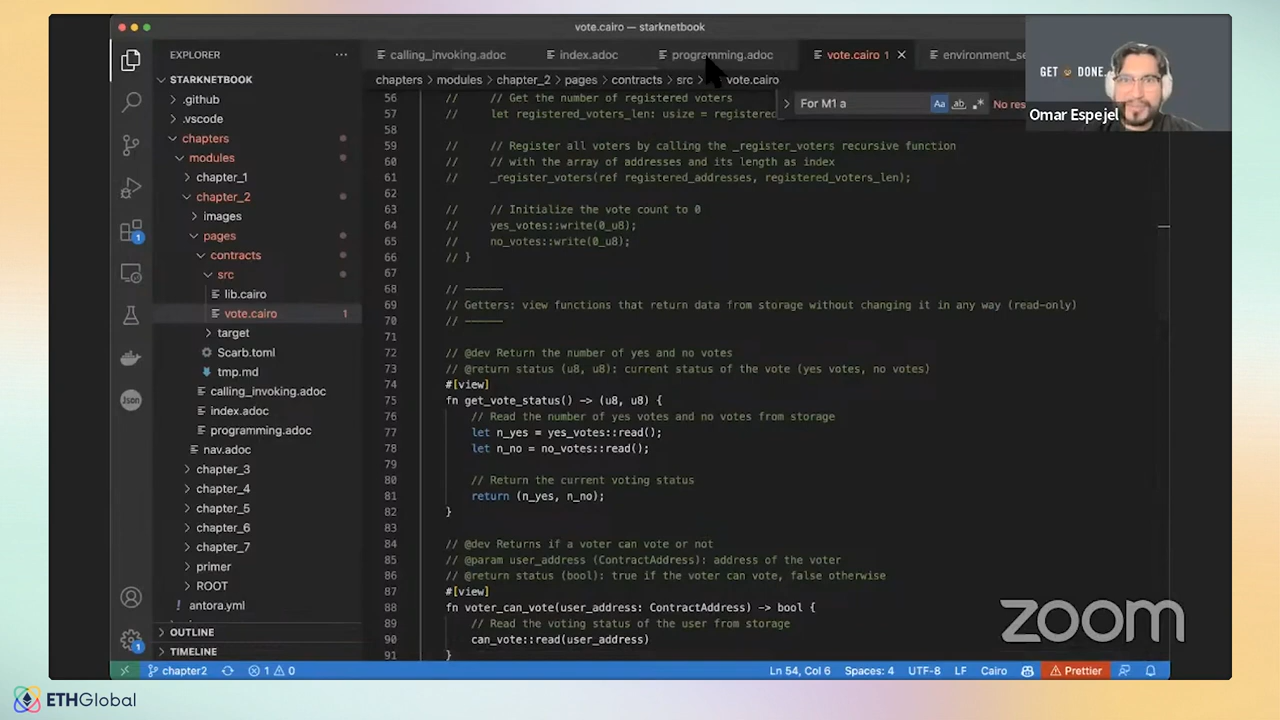 vote.cairo — starknetbook
EXPLORER
calling_invoking.adoc
index.adoc
programming.adoc
vote.cairo 1
environment_se
STARKNETBOOK
chapters > modules > chapter_2 > pages > contracts > src > vote.cairo
For M1 a
Aa
ab
No res
GET DONE.
Omar Espejel
.github
.vscode
chapters
modules
chapter_1
chapter_2
images
pages
contracts
src
lib.cairo
vote.cairo 1
target
Scarb.toml
tmp.md
calling_invoking.adoc
index.adoc
programming.adoc
nav.adoc
chapter_3
chapter_4
chapter_5
chapter_6
chapter_7
primer
ROOT
antora.yml
OUTLINE
TIMELINE
1
Json
1
56 // // Get the number of registered voters
57 // let registered_voters_len: usize = registered
58
59 // // Register all voters by calling the _register_voters recursive function
60 // // with the array of addresses and its length as index
61 // _register_voters(ref registered_addresses, registered_voters_len);
62
63 // // Initialize the vote count to 0
64 // yes_votes::write(0_u8);
65 // no_votes::write(0_u8);
66 // }
67
68 // ------
69 // Getters: view functions that return data from storage without changing it in any way (read-only)
70 // ------
71
72 // @dev Return the number of yes and no votes
73 // @return status (u8, u8): current status of the vote (yes votes, no votes)
74 #[view]
75 fn get_vote_status() -> (u8, u8) {
76 // Read the number of yes votes and no votes from storage
77 let n_yes = yes_votes::read();
78 let n_no = no_votes::read();
79
80 // Return the current voting status
81 return (n_yes, n_no);
82 }
83
84 // @dev Returns if a voter can vote or not
85 // @param user_address (ContractAddress): address of the voter
86 // @return status (bool): true if the voter can vote, false otherwise
87 #[view]
88 fn voter_can_vote(user_address: ContractAddress) -> bool {
89 // Read the voting status of the user from storage
90 can_vote::read(user_address)
91 }
zoom
chapter2 1 0
Ln 54, Col 6 Spaces: 4 UTF-8 LF Cairo Prettier
ETHGlobal